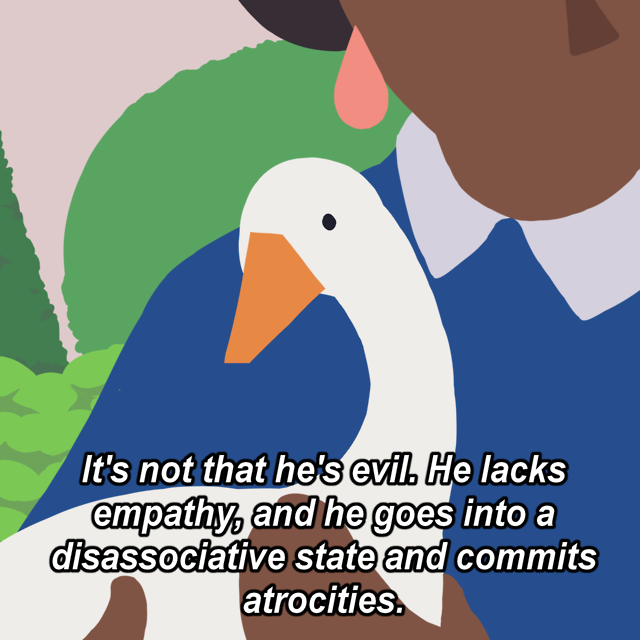 It's not that he's evil. He lacks
empathy, and he goes into a
disassociative state and commits
atrocities.